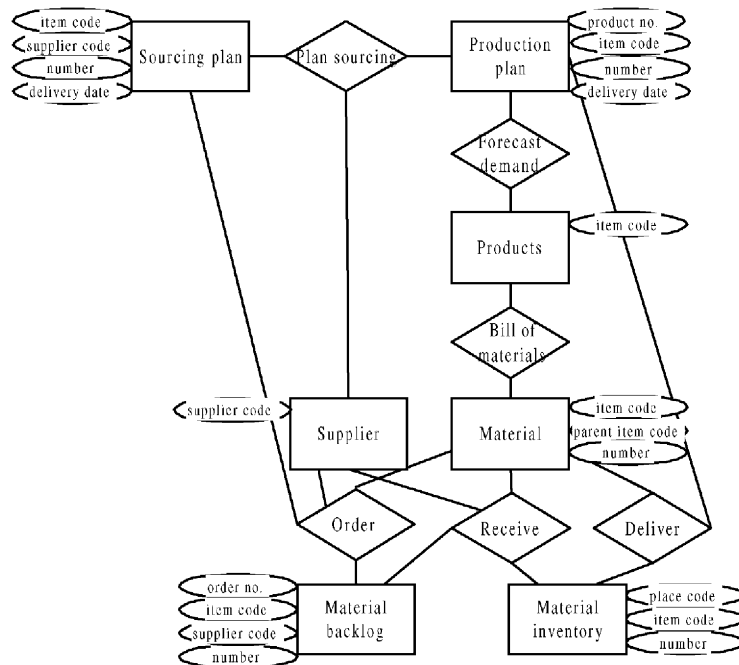 item code
supplier code
number
delivery date
Sourcing plan
Plan sourcing
Production
plan
product no.
item code
number
delivery date
Forecast
demand
Products
item code
Bill of
materials
supplier code
Supplier
Material
item code
parent item code
number
Order
Receive
Deliver
order no.
item code
supplier code
number
Material
backlog
Material
inventory
place code
item code
number